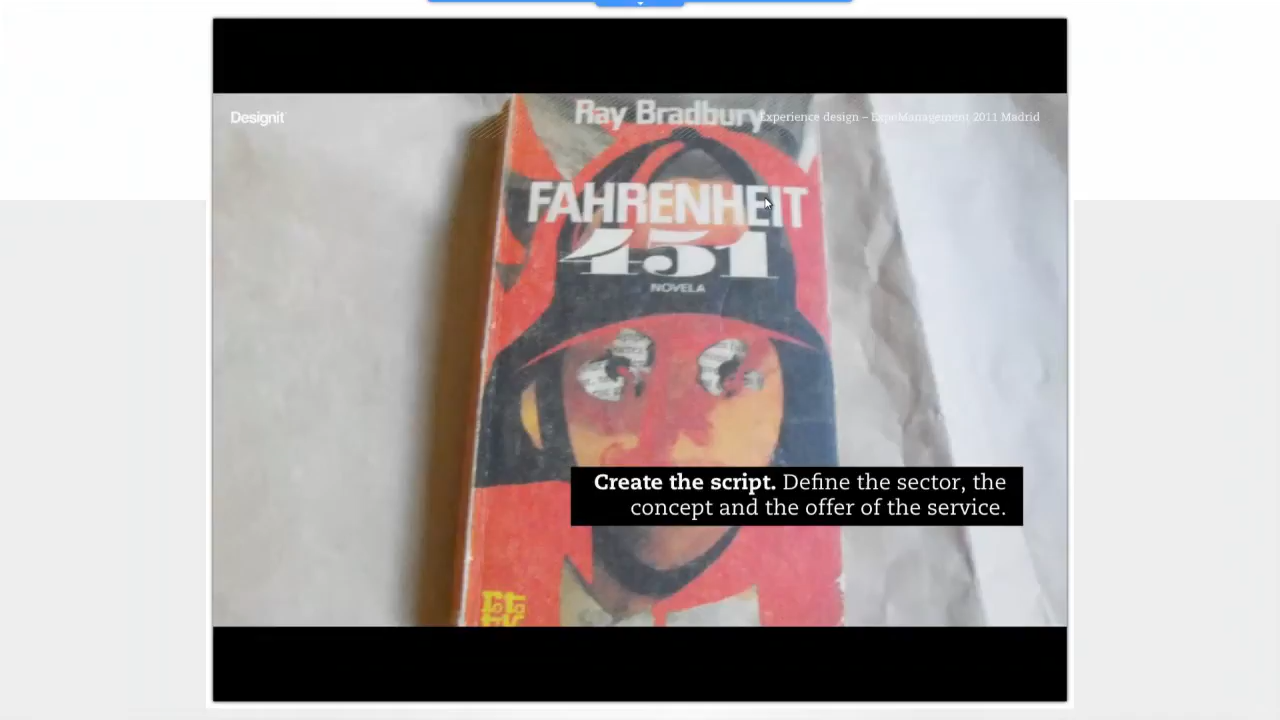 Designit
Experience design – ExpoManagement 2011 Madrid
Ray Bradbury
FAHRENHEIT
451
NOVELA
Create the script. Define the sector, the
concept and the offer of the service.